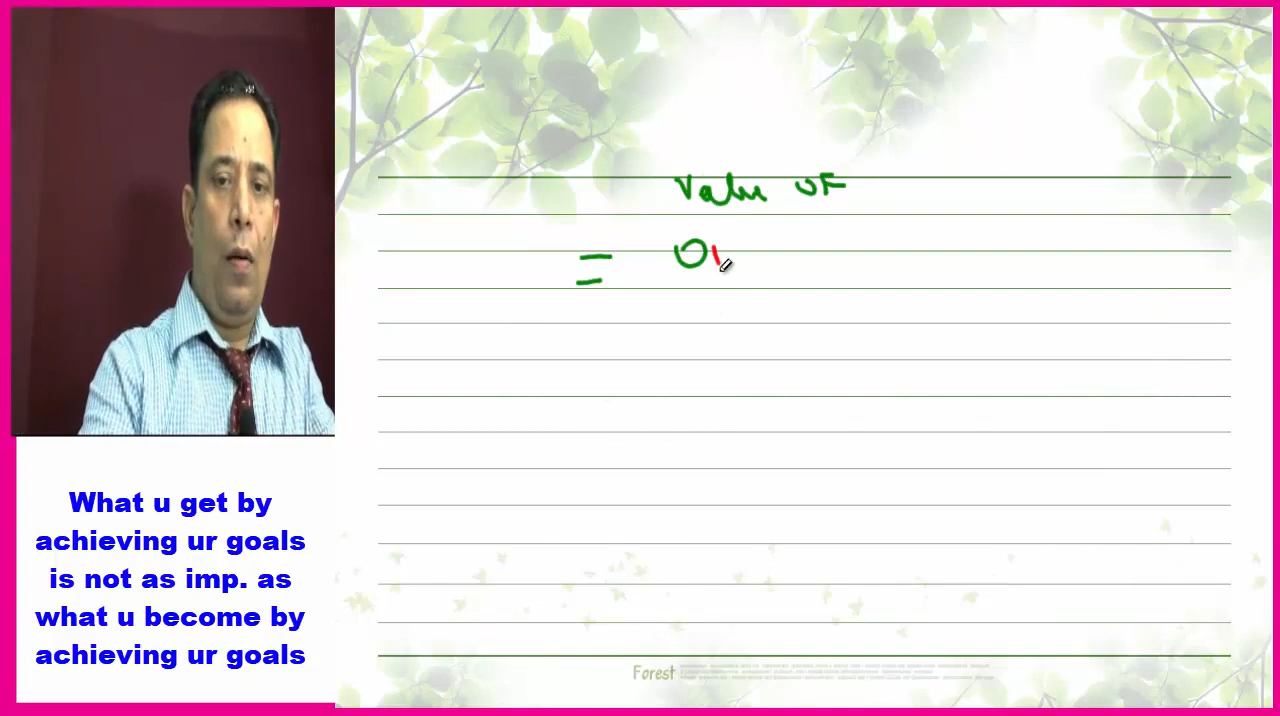 Value of
=
What u get by
achieving ur goals
is not as imp. as
what u become by
achieving ur goals
Forest